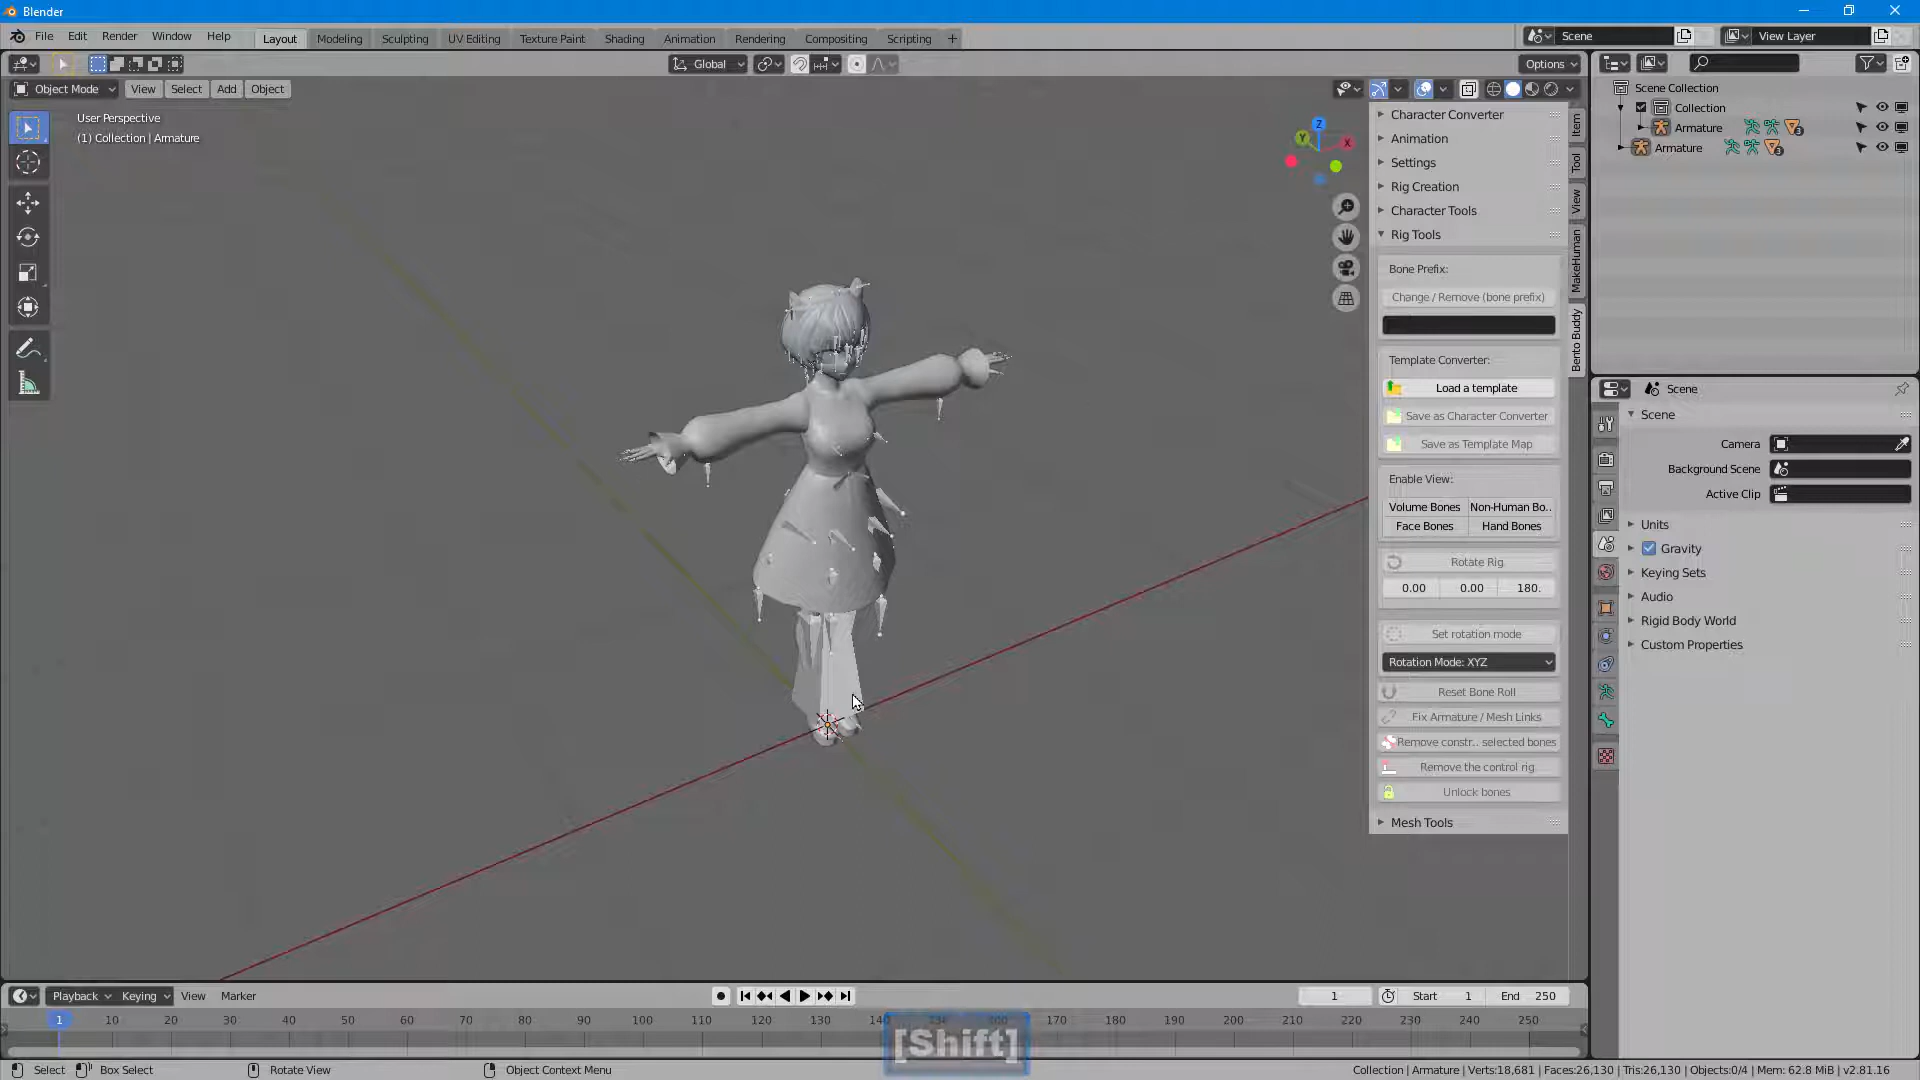 Blender
File Edit Render Window Help
Layout Modeling Sculpting UV Editing Texture Paint Shading Animation Rendering Compositing Scripting +
Scene
View Layer
Global
Options
Object Mode View Select Add Object
User Perspective
(1) Collection | Armature
Z
Y
X
Character Converter
Animation
Settings
Rig Creation
Character Tools
Rig Tools
Bone Prefix:
Change / Remove (bone prefix)
Template Converter:
Load a template
Save as Character Converter
Save as Template Map
Enable View:
Volume Bones Non-Human Bo..
Face Bones Hand Bones
Rotate Rig
0.00 0.00 180.
Set rotation mode
Rotation Mode: XYZ
Reset Bone Roll
Fix Armature / Mesh Links
Remove constr.. selected bones
Remove the control rig
Unlock bones
Mesh Tools
Item
Tool
View
MakeHuman
Bento Buddy
Scene Collection
Collection
Armature 3
Armature 3
Scene
Scene
Camera
Background Scene
Active Clip
Units
Gravity
Keying Sets
Audio
Rigid Body World
Custom Properties
Playback Keying View Marker
1 Start 1 End 250
1 10 20 30 40 50 60 70 80 90 100 110 120 130 140 170 180 190 200 210 220 230 240 250
[Shift]
Select Box Select Rotate View Object Context Menu
Collection | Armature | Verts:18,681 | Faces:26,130 | Tris:26,130 | Objects:0/4 | Mem: 62.8 MiB | v2.81.16